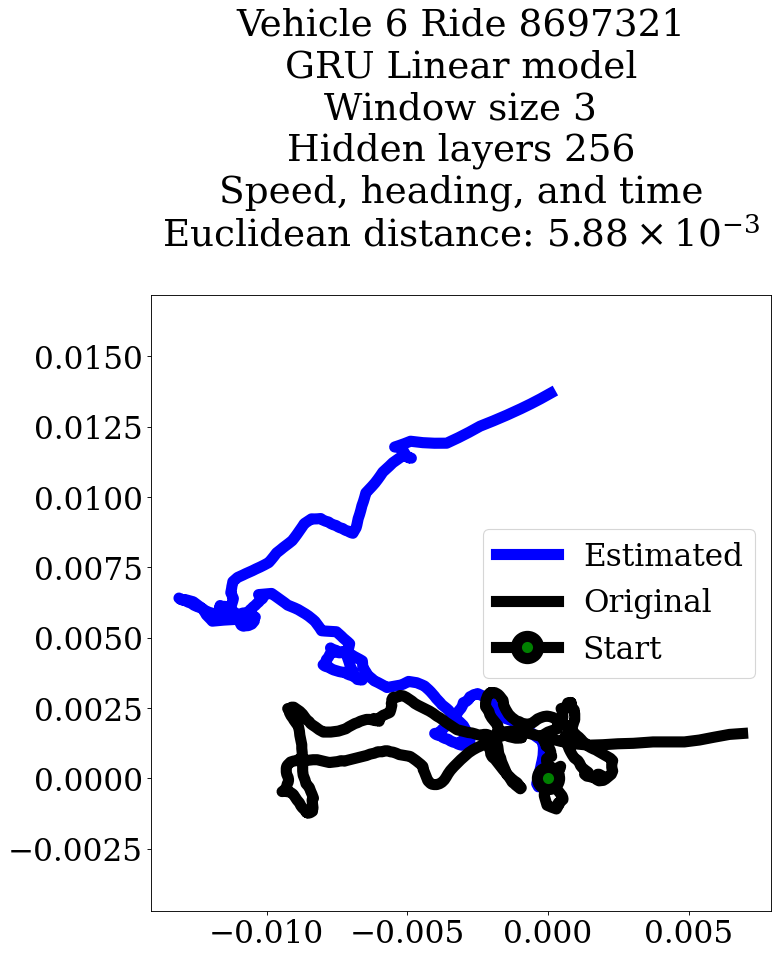 Vehicle 6 Ride 8697321
GRU Linear model
Window size 3
Hidden layers 256
Speed, heading, and time
Euclidean distance: 5.88 × 10⁻³
0.0150
0.0125
0.0100
0.0075
0.0050
0.0025
0.0000
−0.0025
Estimated
Original
Start
−0.010 −0.005 0.000 0.005